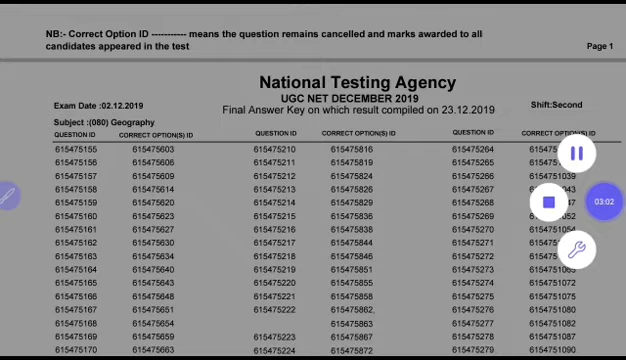 NB:- Correct Option ID ----------- means the question remains cancelled and marks awarded to all
candidates appeared in the test
Page 1
National Testing Agency
UGC NET DECEMBER 2019
Exam Date :02.12.2019
Final Answer Key on which result compiled on 23.12.2019
Shift:Second
Subject :(080) Geography
QUESTION ID CORRECT OPTION(S) ID QUESTION ID CORRECT OPTION(S) ID QUESTION ID CORRECT OPTION(S) ID
615475155 615475603 615475210 615475816 615475264
615475156 615475606 615475211 615475819 615475265
615475157 615475609 615475212 615475824 615475266 6154751039
615475158 615475614 615475213 615475826 615475267
615475159 615475620 615475214 615475829 615475268
615475160 615475623 615475215 615475836 615475269
615475161 615475627 615475216 615475838 615475270 6154751054
615475162 615475630 615475217 615475844 615475271
615475163 615475634 615475218 615475846 615475272
615475164 615475640 615475219 615475851 615475273
615475165 615475643 615475220 615475855 615475274 6154751072
615475166 615475648 615475221 615475858 615475275 6154751075
615475167 615475651 615475222 615475862, 615475276 6154751080
615475168 615475654 615475863 615475277 6154751082
615475169 615475659 615475223 615475867 615475278 6154751087
615475170 615475663 615475224 615475872 615475279 6154751090
03:02